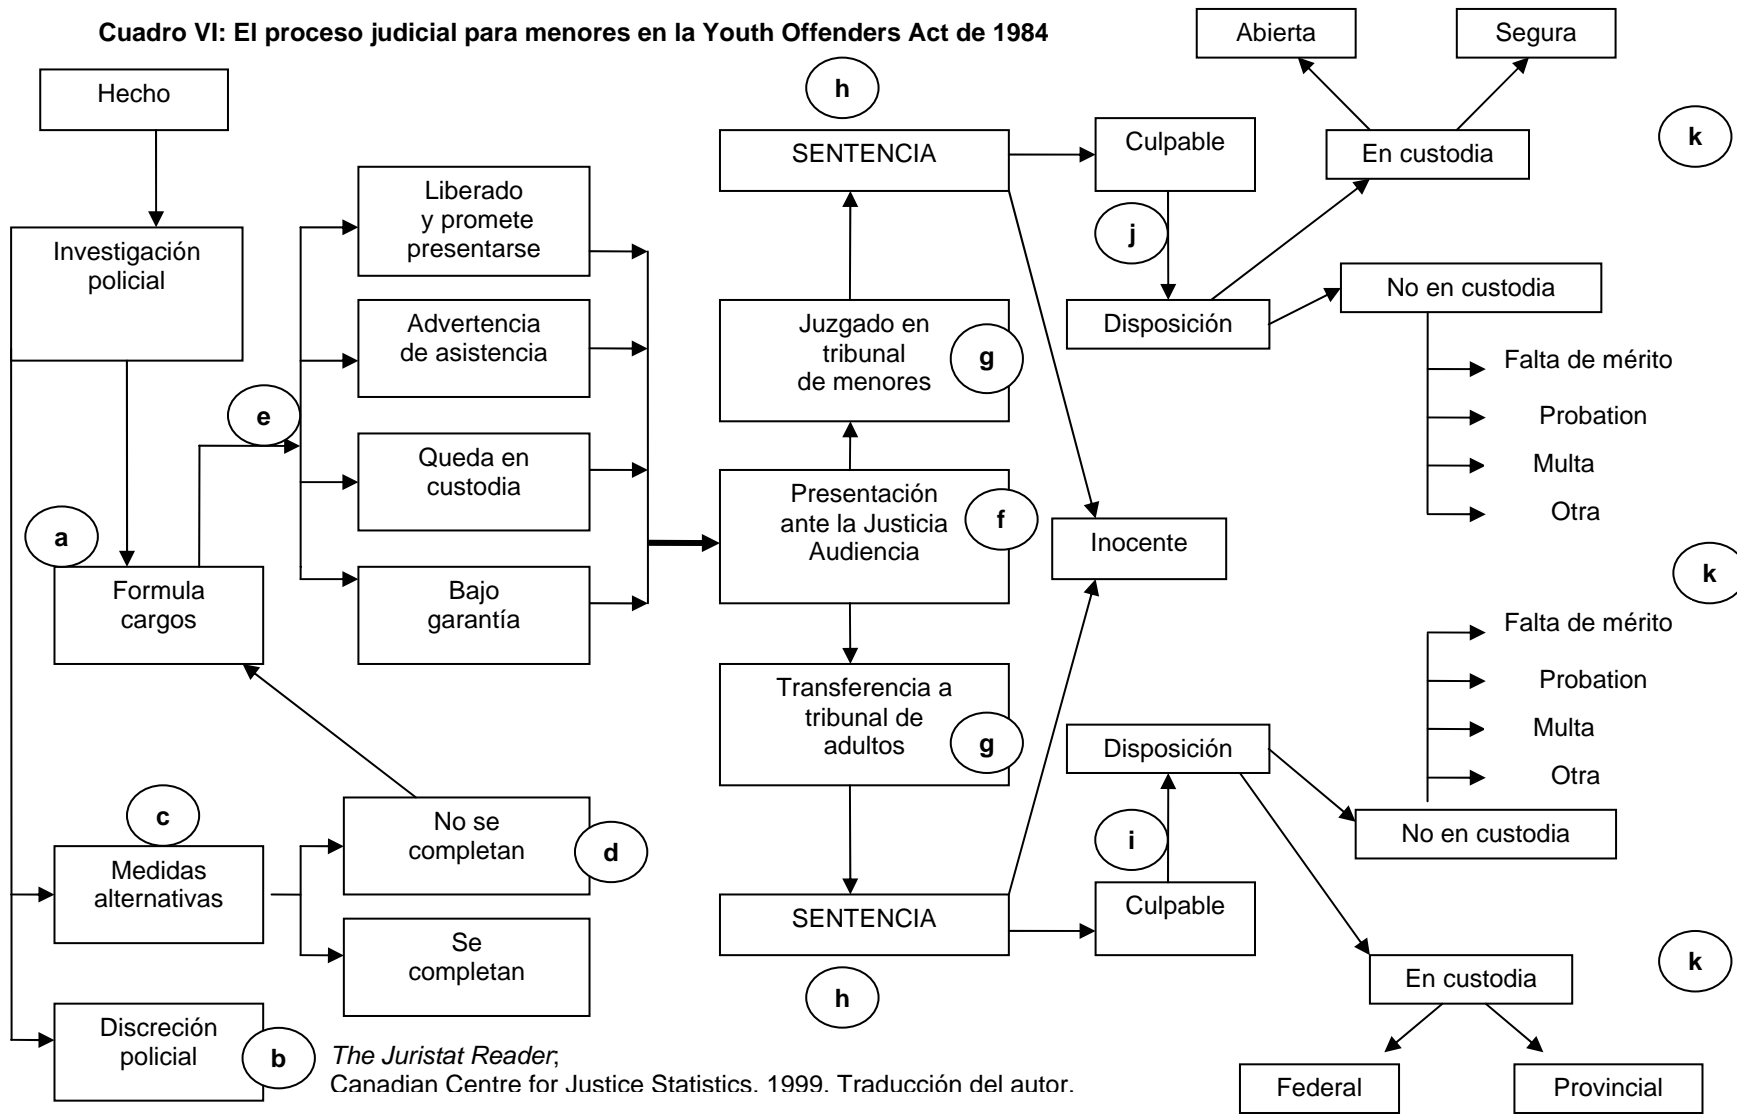 Cuadro VI: El proceso judicial para menores en la Youth Offenders Act de 1984
Hecho
Investigación
policial
a
Formula
cargos
c
Medidas
alternativas
Discreción
policial
b
No se
completan
d
Se
completan
e
Liberado
y promete
presentarse
Advertencia
de asistencia
Queda en
custodia
Bajo
garantía
h
SENTENCIA
Juzgado en
tribunal
de menores
g
Presentación
ante la Justicia
Audiencia
f
Transferencia a
tribunal de
adultos
g
SENTENCIA
h
Culpable
j
Disposición
Inocente
Disposición
i
Culpable
Abierta
Segura
En custodia
k
No en custodia
Falta de mérito
Probation
Multa
Otra
k
Falta de mérito
Probation
Multa
Otra
No en custodia
k
En custodia
Federal
Provincial
The Juristat Reader;
Canadian Centre for Justice Statistics. 1999. Traducción del autor.